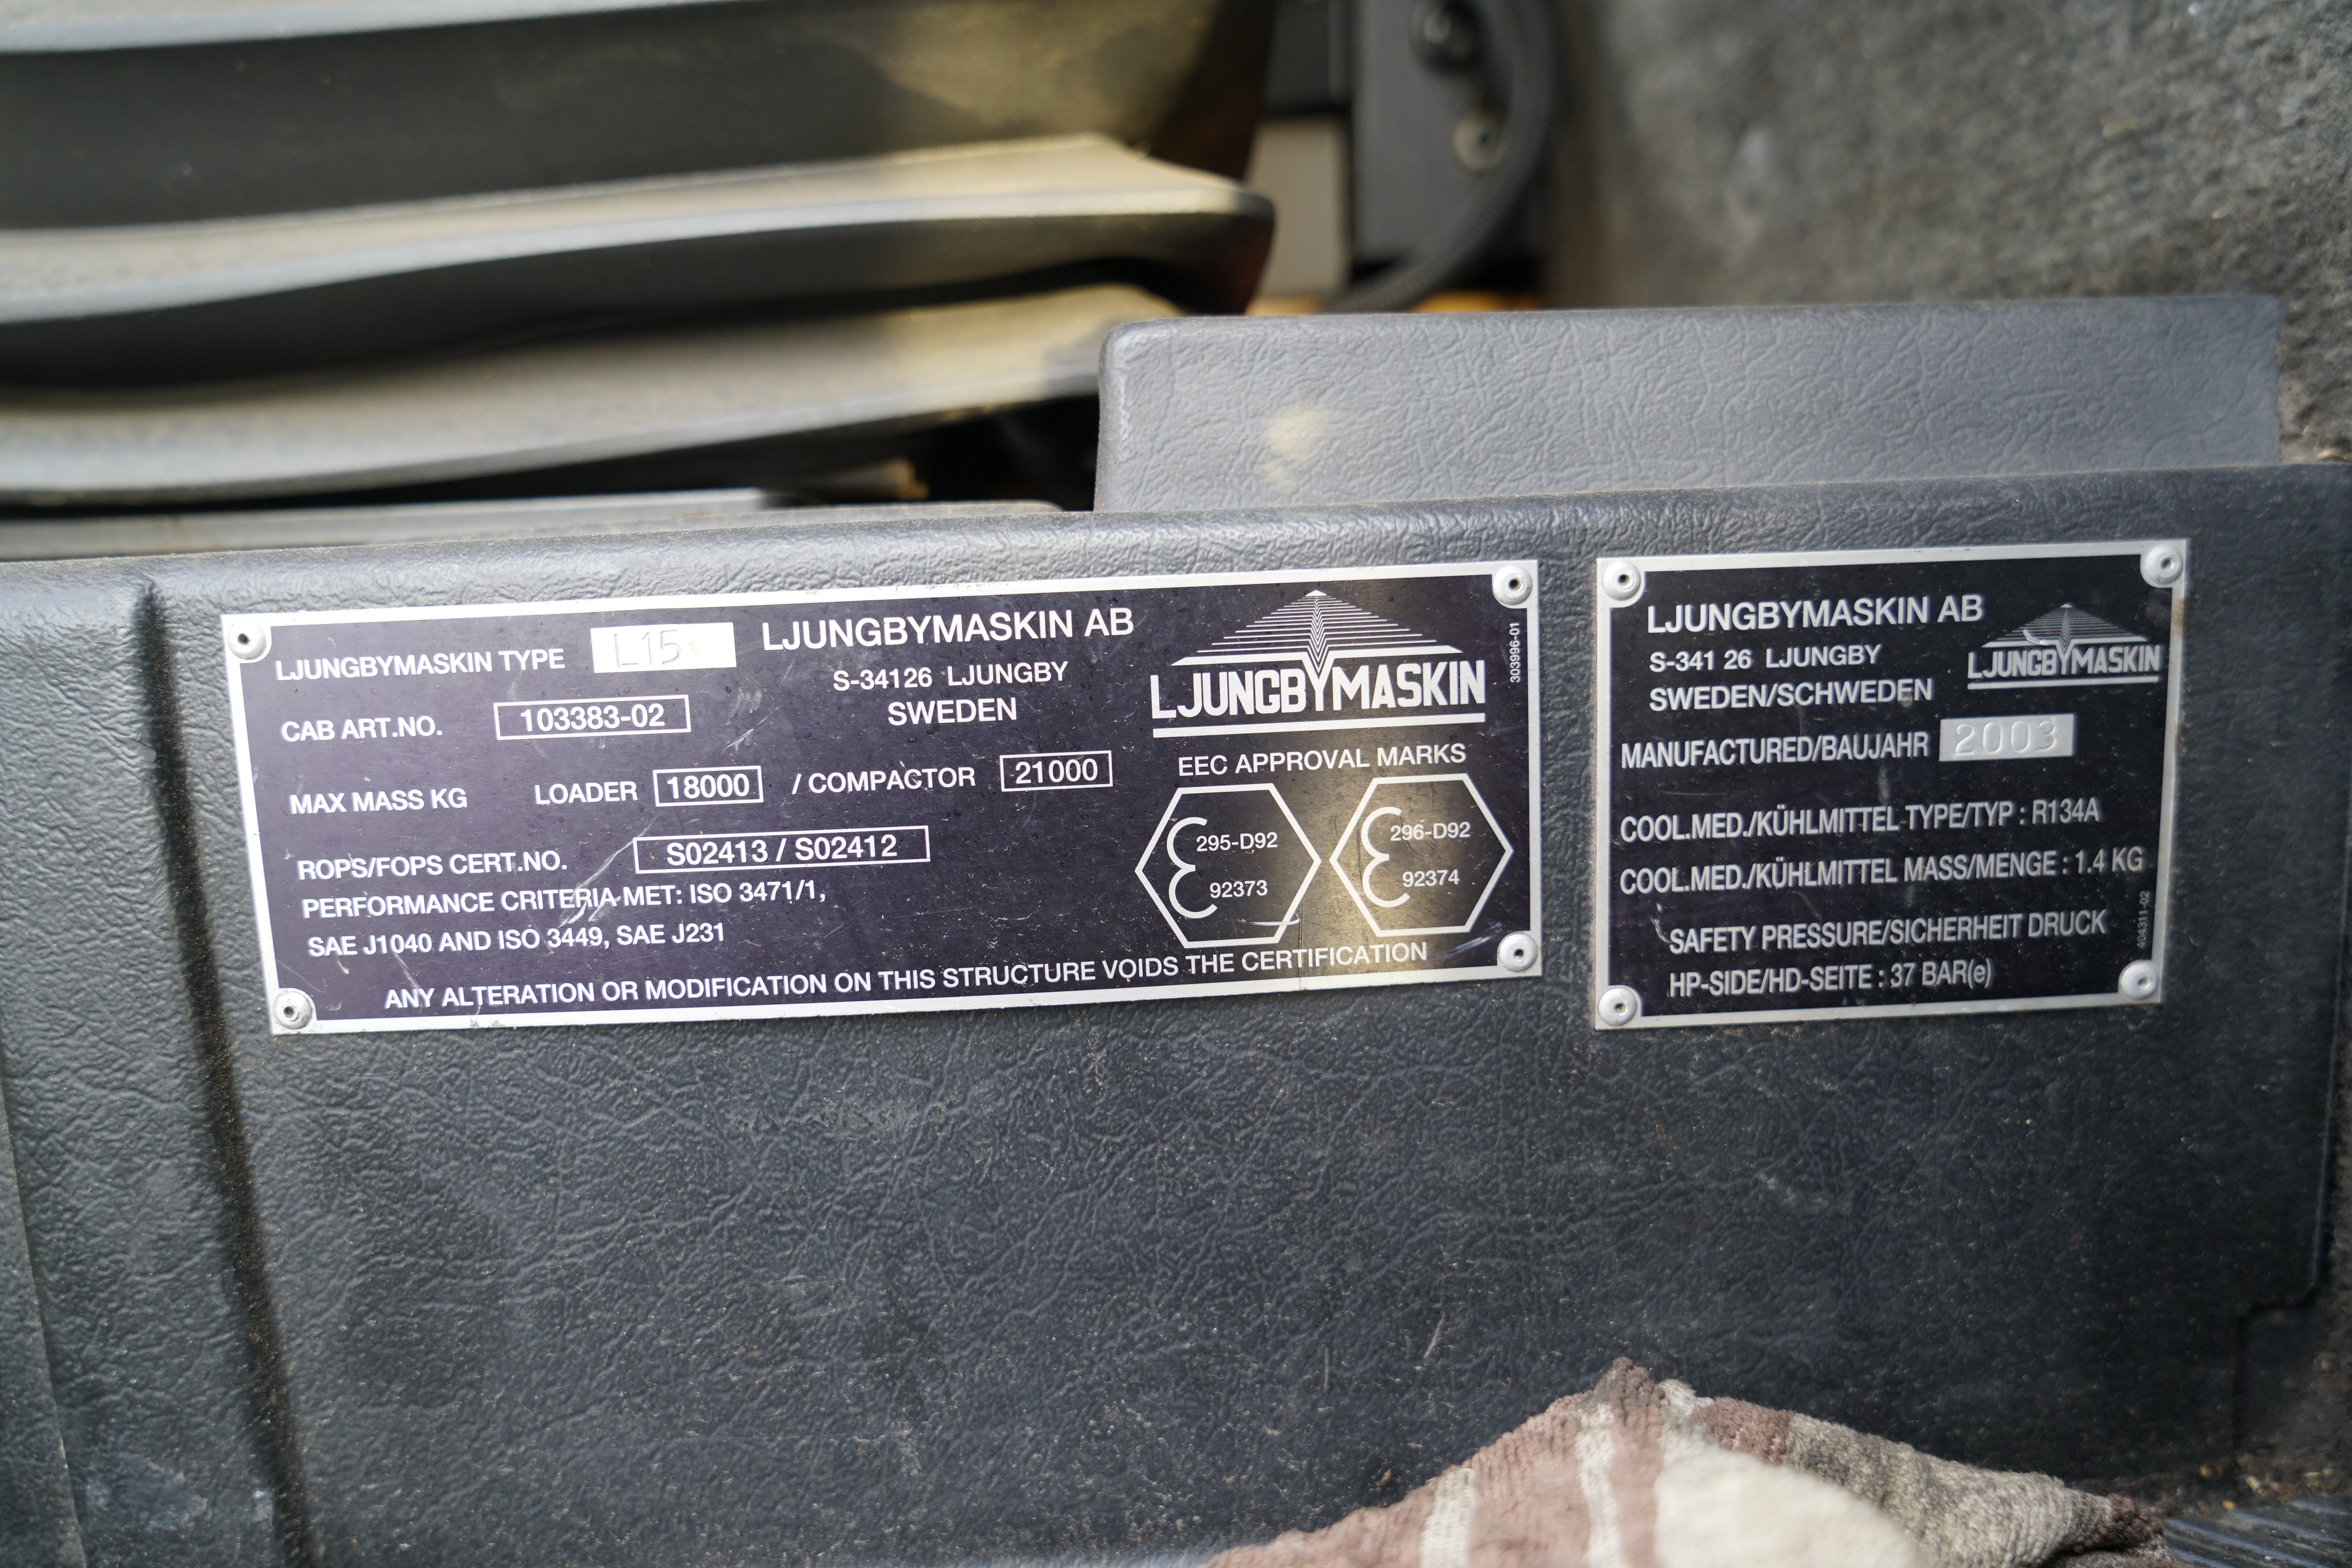 LJUNGBYMASKIN TYPE L15
LJUNGBYMASKIN AB
S-34126 LJUNGBY
SWEDEN
CAB ART.NO. 103383-02
MAX MASS KG LOADER 18000 / COMPACTOR 21000
ROPS/FOPS CERT.NO. S02413 / S02412
PERFORMANCE CRITERIA MET: ISO 3471/1,
SAE J1040 AND ISO 3449, SAE J231
ANY ALTERATION OR MODIFICATION ON THIS STRUCTURE VOIDS THE CERTIFICATION
LJUNGBYMASKIN
303996-01
EEC APPROVAL MARKS
295-D92
92373
296-D92
92374
LJUNGBYMASKIN AB
S-341 26 LJUNGBY
SWEDEN/SCHWEDEN
LJUNGBYMASKIN
MANUFACTURED/BAUJAHR 2003
COOL.MED./KÜHLMITTEL TYPE/TYP : R134A
COOL.MED./KÜHLMITTEL MASS/MENGE : 1.4 KG
SAFETY PRESSURE/SICHERHEIT DRUCK
HP-SIDE/HD-SEITE : 37 BAR(e)
404311-02